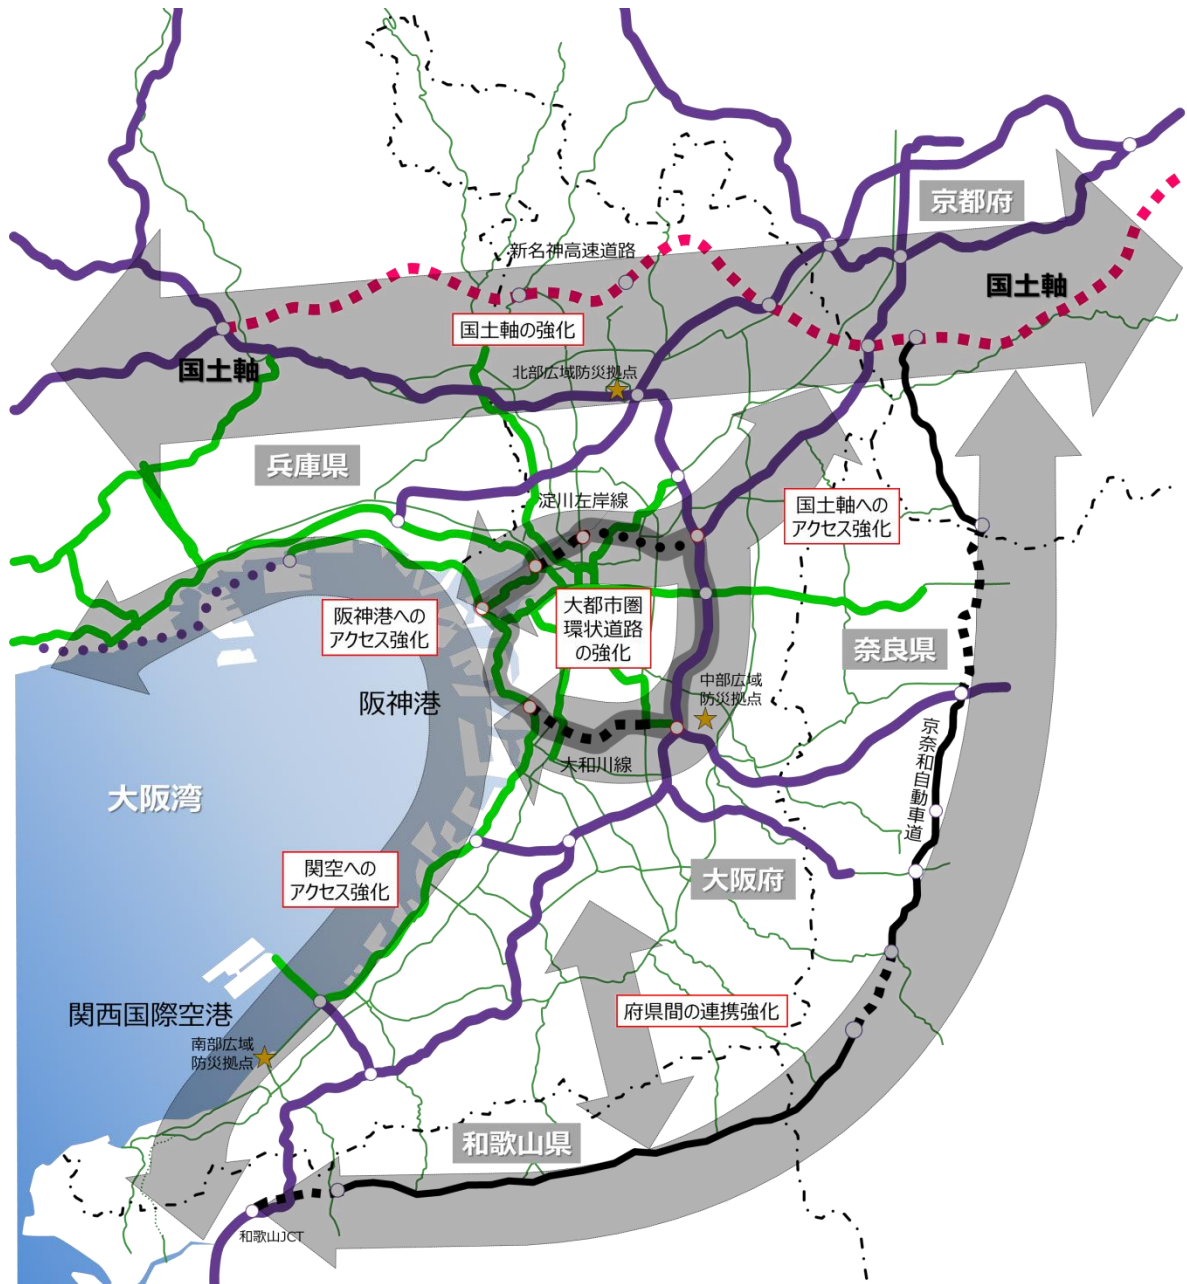 京都府
新名神高速道路
国土軸
国土軸の強化
国土軸
北部広域防災拠点
兵庫県
淀川左岸線
国土軸への
アクセス強化
阪神港への
アクセス強化
大都市圏
環状道路
の強化
奈良県
中部広域
防災拠点
阪神港
京奈和自動車道
大和川線
大阪湾
関空への
アクセス強化
大阪府
関西国際空港
府県間の連携強化
南部広域
防災拠点
和歌山県
和歌山JCT